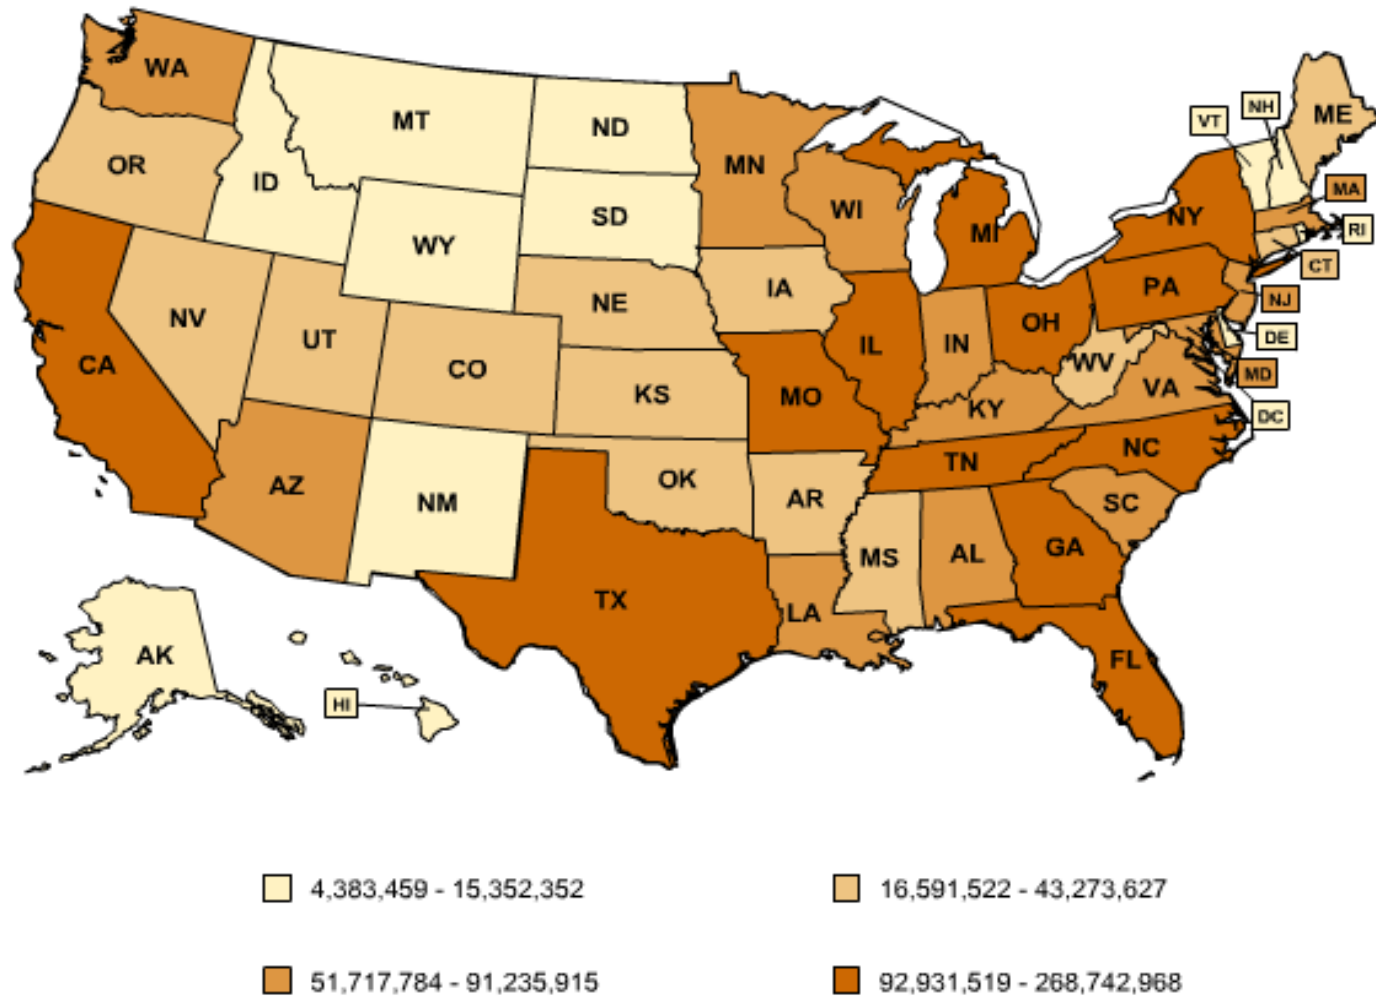 WA
MT
ND
MN
OR
ID
SD
WI
WY
MI
NY
VT
NH
ME
MA
RI
CT
NJ
DE
MD
DC
NV
UT
CO
NE
IA
IL
IN
OH
PA
WV
VA
CA
KS
MO
KY
AZ
NM
OK
AR
TN
NC
SC
TX
LA
MS
AL
GA
FL
AK
HI
4,383,459 - 15,352,352
16,591,522 - 43,273,627
51,717,784 - 91,235,915
92,931,519 - 268,742,968